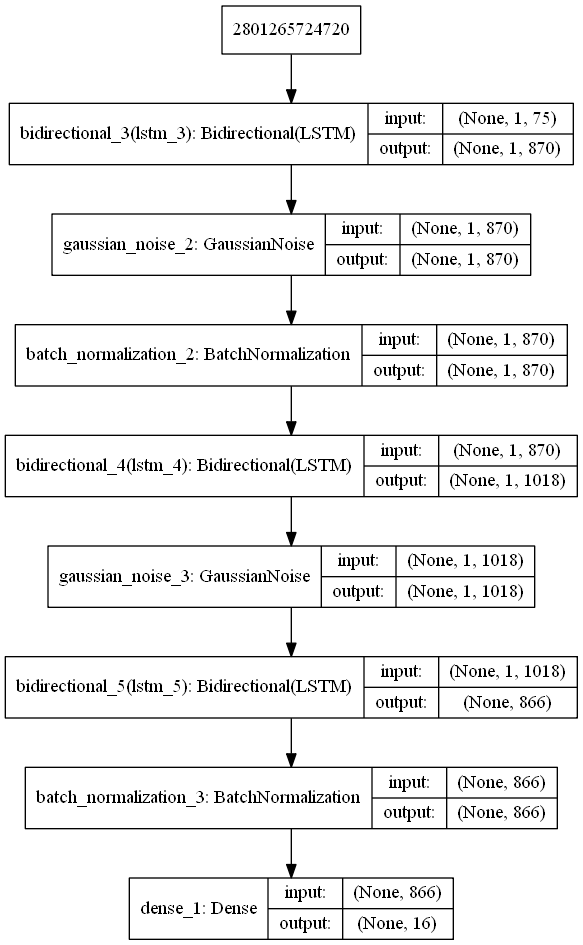 2801265724720
bidirectional_3(lstm_3): Bidirectional(LSTM)
input: (None, 1, 75)
output: (None, 1, 870)
gaussian_noise_2: GaussianNoise
input: (None, 1, 870)
output: (None, 1, 870)
batch_normalization_2: BatchNormalization
input: (None, 1, 870)
output: (None, 1, 870)
bidirectional_4(lstm_4): Bidirectional(LSTM)
input: (None, 1, 870)
output: (None, 1, 1018)
gaussian_noise_3: GaussianNoise
input: (None, 1, 1018)
output: (None, 1, 1018)
bidirectional_5(lstm_5): Bidirectional(LSTM)
input: (None, 1, 1018)
output: (None, 866)
batch_normalization_3: BatchNormalization
input: (None, 866)
output: (None, 866)
dense_1: Dense
input: (None, 866)
output: (None, 16)